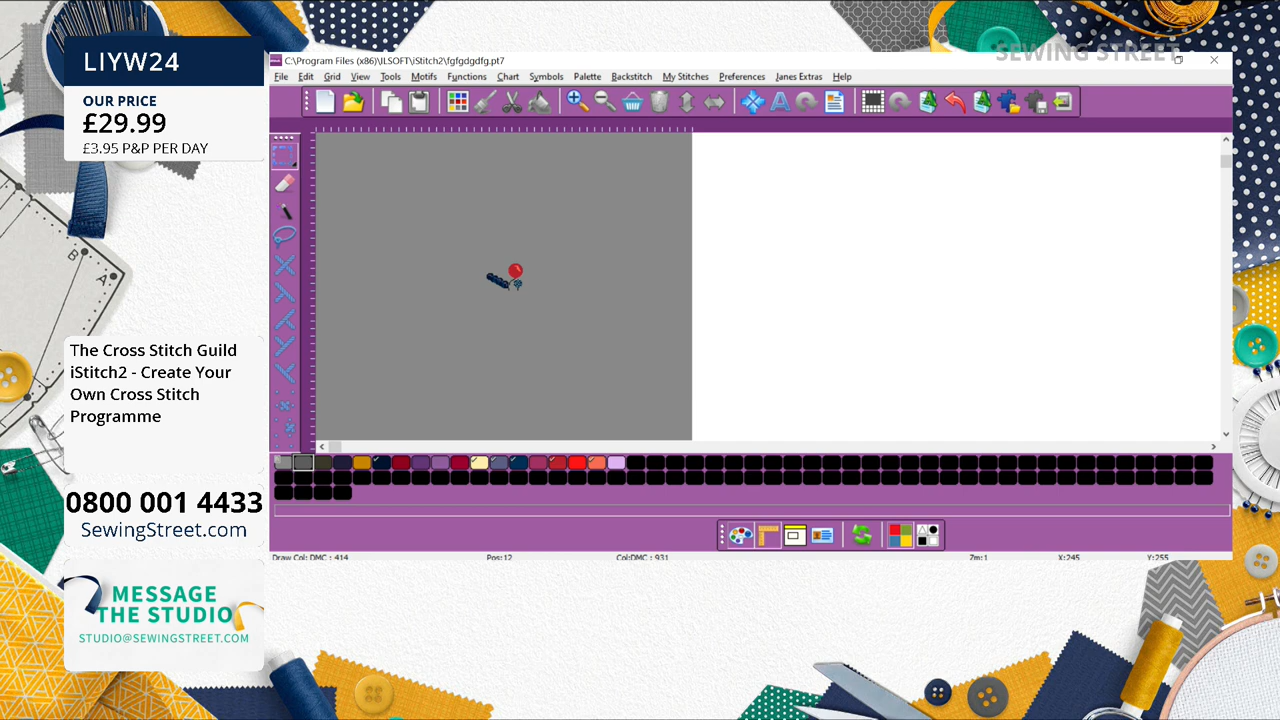 LIYW24
OUR PRICE
£29.99
£3.95 P&P PER DAY
The Cross Stitch Guild
iStitch2 - Create Your
Own Cross Stitch
Programme
0800 001 4433
SewingStreet.com
MESSAGE
THE STUDIO
STUDIO@SEWINGSTREET.COM
SEWING STREET
C:\Program Files (x86)\ILSOFT\iStitch2\fgfgdgdfg.pt7
File Edit Grid View Tools Motifs Functions Chart Symbols Palette Backstitch My Stitches Preferences Janes Extras Help
Draw Col: DMC : 414 Pos:12 Col:DMC : 931 Zm:1 X:245 Y:255
B
A